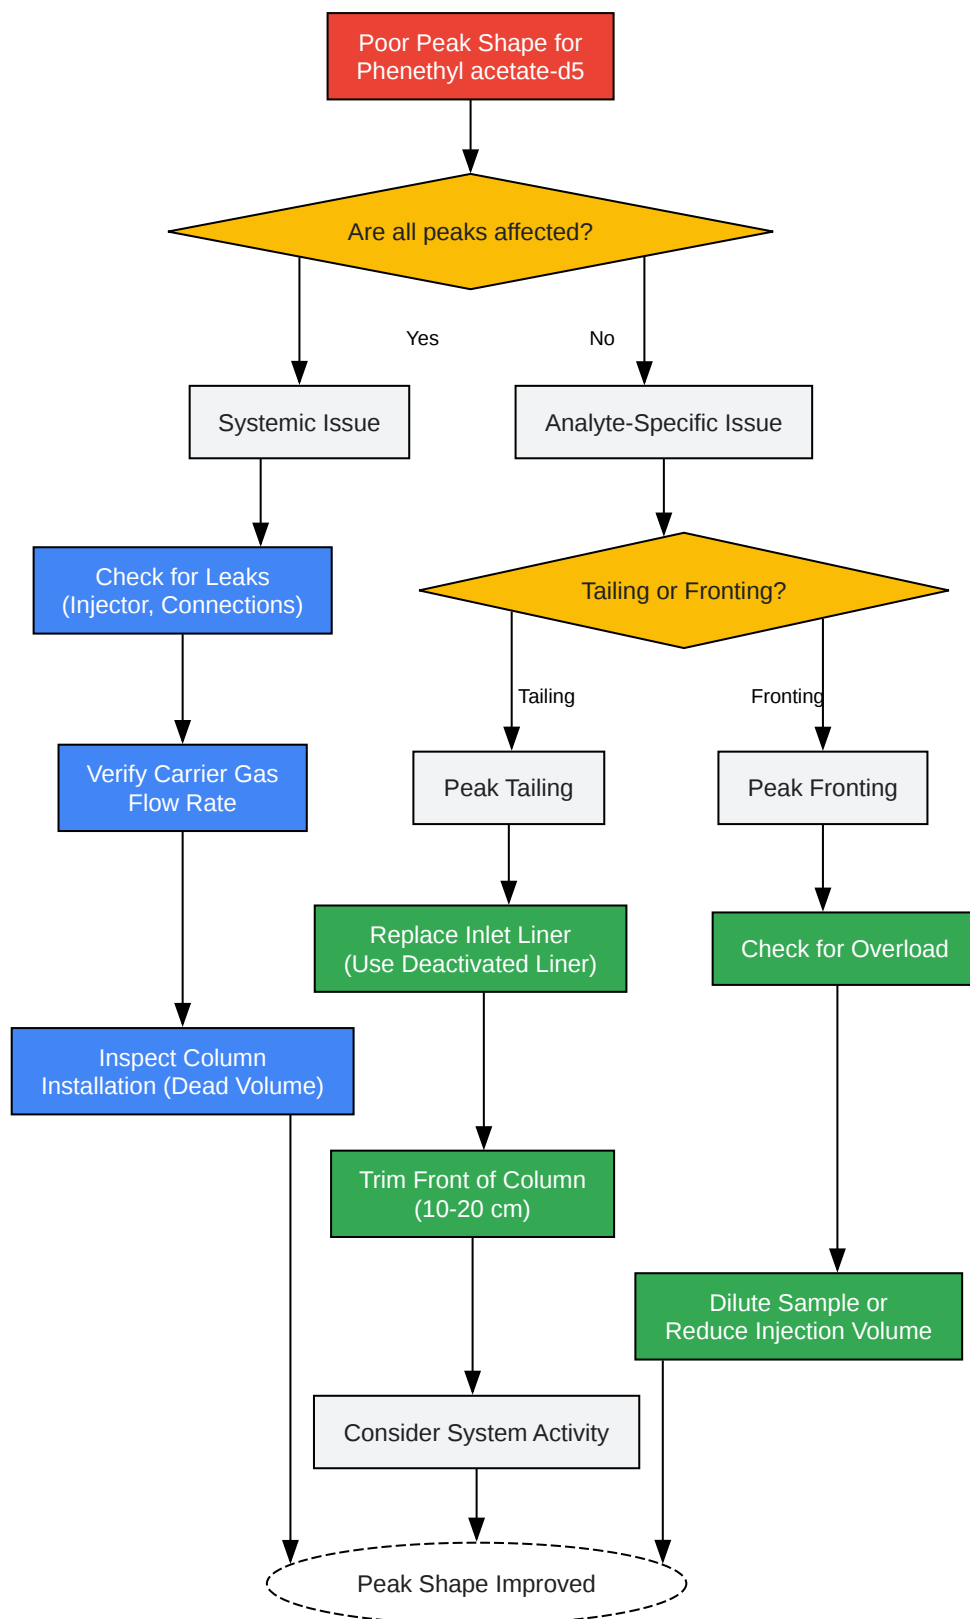 Poor Peak Shape for
Phenethyl acetate-d5
Are all peaks affected?
Yes
No
Systemic Issue
Analyte-Specific Issue
Check for Leaks
(Injector, Connections)
Tailing or Fronting?
Tailing
Fronting
Verify Carrier Gas
Flow Rate
Peak Tailing
Peak Fronting
Replace Inlet Liner
(Use Deactivated Liner)
Check for Overload
Inspect Column
Installation (Dead Volume)
Trim Front of Column
(10-20 cm)
Dilute Sample or
Reduce Injection Volume
Consider System Activity
Peak Shape Improved